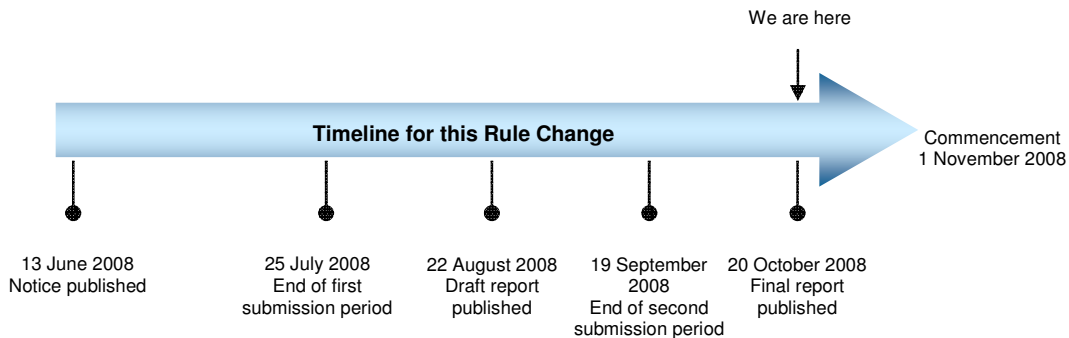 We are here
Timeline for this Rule Change
Commencement
1 November 2008
13 June 2008
Notice published
25 July 2008
End of first
submission period
22 August 2008
Draft report
published
19 September
2008
End of second
submission period
20 October 2008
Final report
published